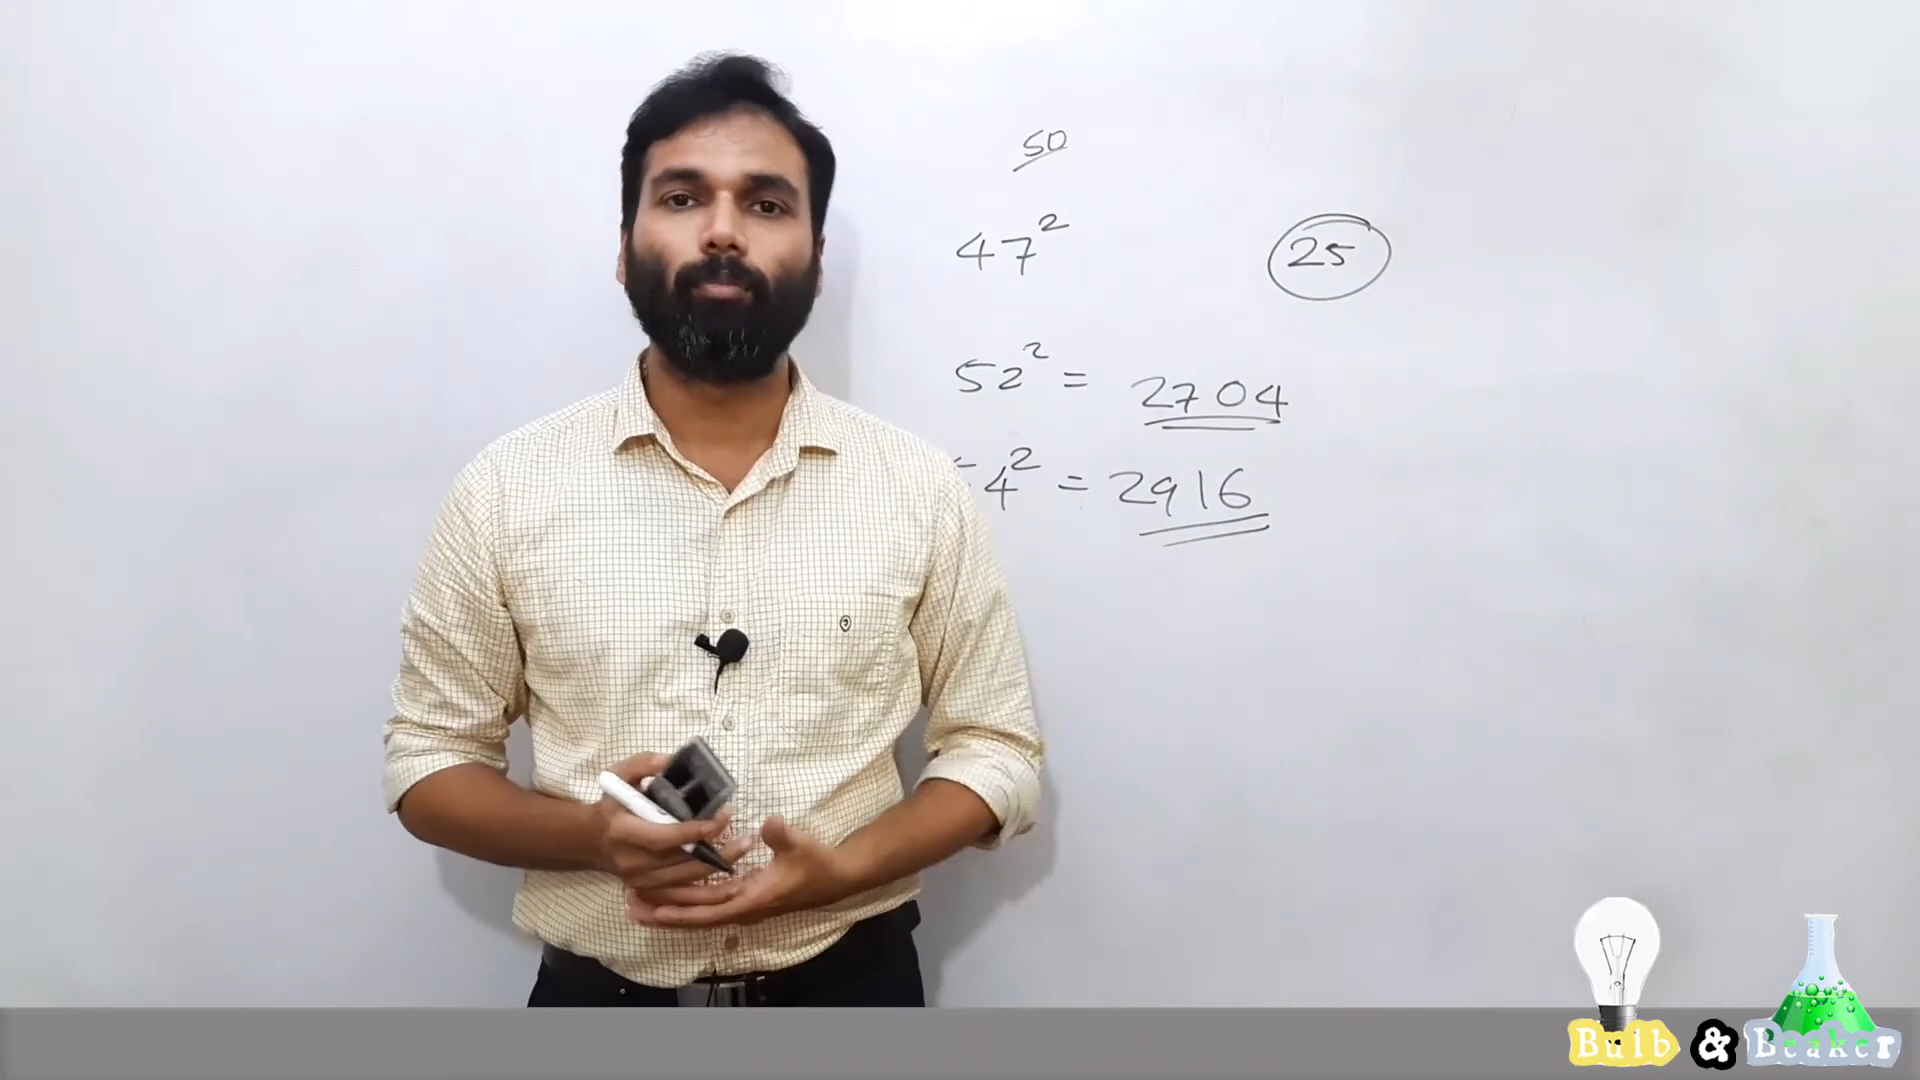 50
47² 25
52² = 2704
4² = 2916
Bulb & Beaker